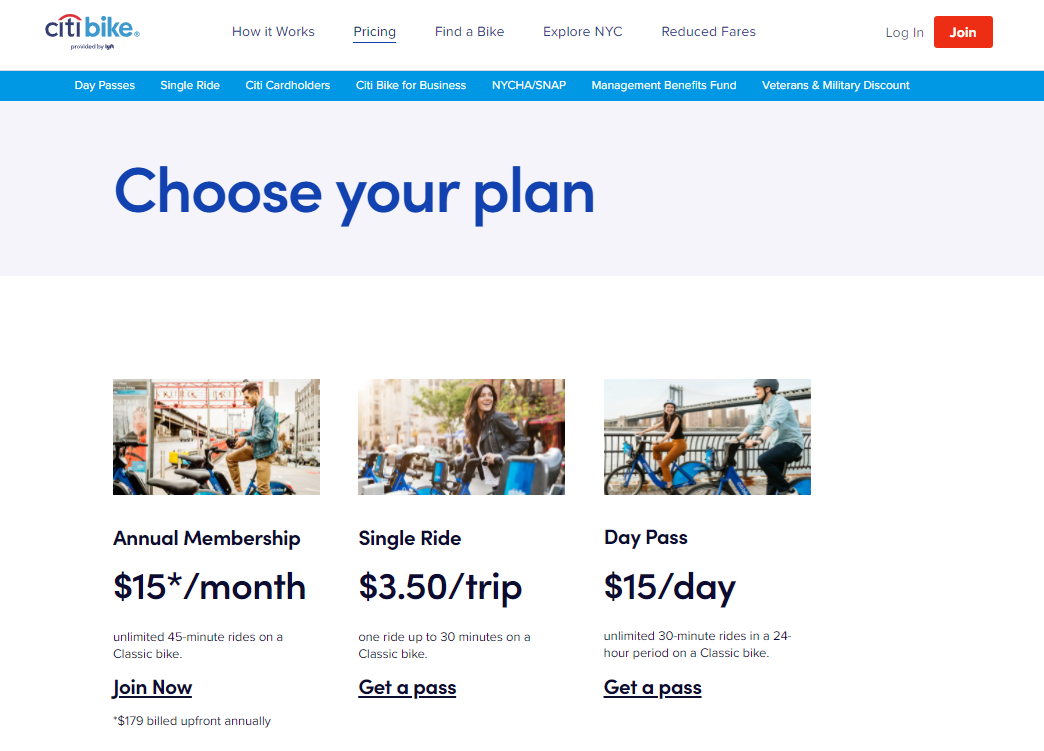 citi bike®
provided by lyft
How it Works Pricing Find a Bike Explore NYC Reduced Fares Log In Join
Day Passes Single Ride Citi Cardholders Citi Bike for Business NYCHA/SNAP Management Benefits Fund Veterans & Military Discount
Choose your plan
Annual Membership
$15*/month
unlimited 45-minute rides on a
Classic bike.
Join Now
*$179 billed upfront annually
Single Ride
$3.50/trip
one ride up to 30 minutes on a
Classic bike.
Get a pass
Day Pass
$15/day
unlimited 30-minute rides in a 24-
hour period on a Classic bike.
Get a pass